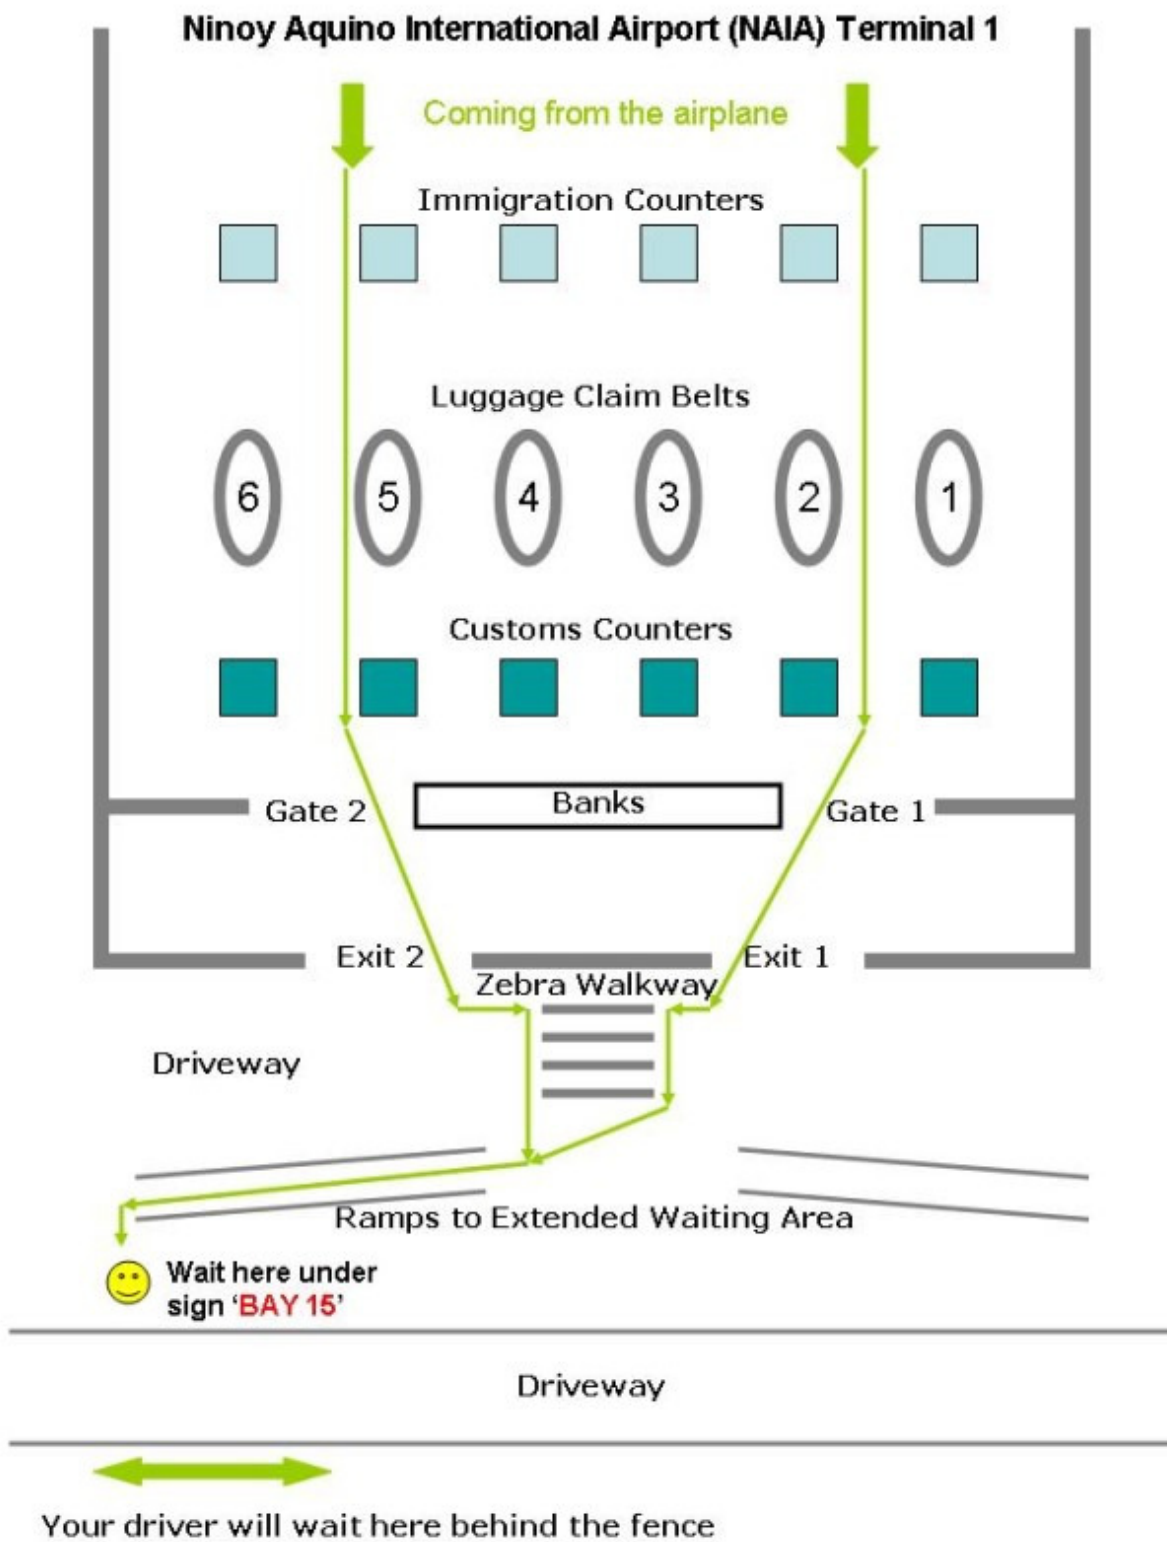 Ninoy Aquino International Airport (NAIA) Terminal 1
Coming from the airplane
Immigration Counters
Luggage Claim Belts
6 5 4 3 2 1
Customs Counters
Gate 2
Banks
Gate 1
Exit 2
Exit 1
Zebra Walkway
Driveway
Ramps to Extended Waiting Area
Wait here under
sign ‘BAY 15’
Driveway
Your driver will wait here behind the fence